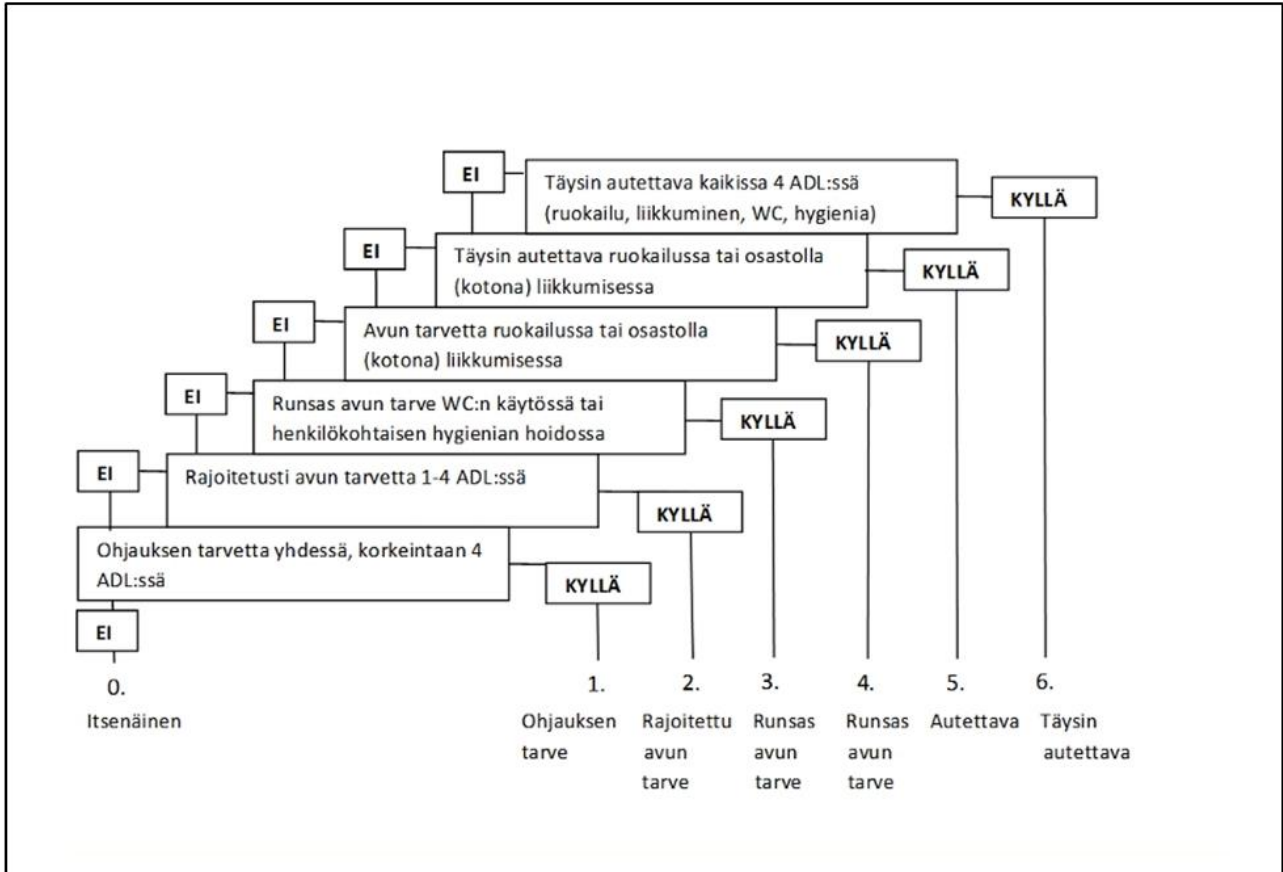 EI
Täysin autettava kaikissa 4 ADL:ssä
(ruokailu, liikkuminen, WC, hygienia)
KYLLÄ
EI
Täysin autettava ruokailussa tai osastolla
(kotona) liikkumisessa
KYLLÄ
EI
Avun tarvetta ruokailussa tai osastolla
(kotona) liikkumisessa
KYLLÄ
EI
Runsas avun tarve WC:n käytössä tai
henkilökohtaisen hygienian hoidossa
KYLLÄ
EI
Rajoitetusti avun tarvetta 1-4 ADL:ssä
KYLLÄ
Ohjauksen tarvetta yhdessä, korkeintaan 4
ADL:ssä
KYLLÄ
EI
0.
Itsenäinen
1.
Ohjauksen
tarve
2.
Rajoitettu
avun
tarve
3.
Runsas
avun
tarve
4.
Runsas
avun
tarve
5.
Autettava
6.
Täysin
autettava